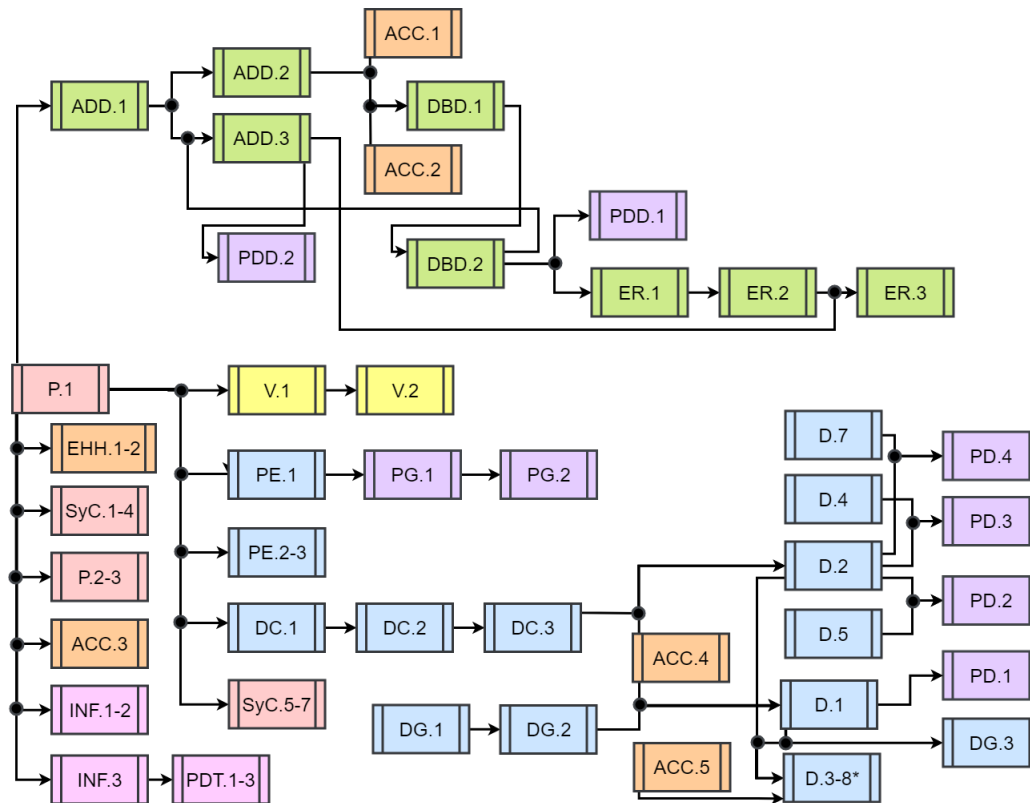 ACC.1
ADD.2
ADD.1
DBD.1
ADD.3
ACC.2
PDD.1
PDD.2
DBD.2
ER.1
ER.2
ER.3
P.1
V.1
V.2
EHH.1-2
D.7
PD.4
PE.1
PG.1
PG.2
SyC.1-4
D.4
PD.3
PE.2-3
P.2-3
D.2
PD.2
DC.1
DC.2
DC.3
D.5
ACC.3
ACC.4
PD.1
INF.1-2
SyC.5-7
D.1
DG.1
DG.2
DG.3
INF.3
PDT.1-3
ACC.5
D.3-8*